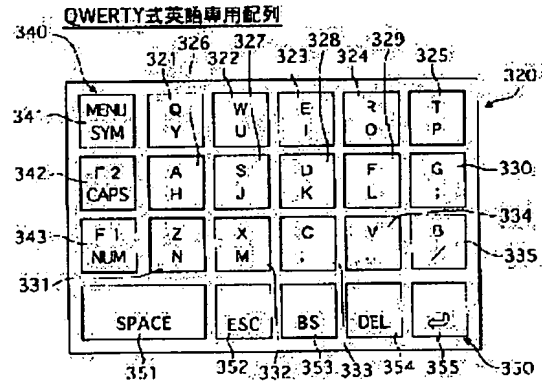 QWERTY式英語専用配列
340 326 327 328 329
321 322 323 324 325
320
MENU Q W E R T
341 SYM Y U I O P
F2 A S D F G 330
342 CAPS H J K L ;
343 F1 Z X C V B 334
NUM N M , . / 335
331
SPACE ESC BS DEL
351 352 332 353 333 354 355 350